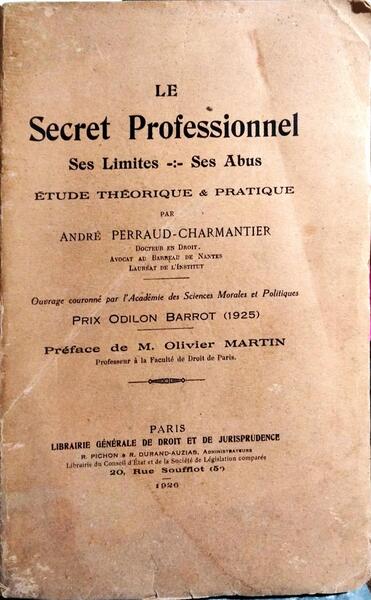 LE
Secret Professionnel
Ses Limites -:- Ses Abus
ÉTUDE THÉORIQUE & PRATIQUE
PAR
ANDRÉ PERRAUD-CHARMANTIER
DOCTEUR EN DROIT.
AVOCAT AU BARREAU DE NANTES
LAURÉAT DE L'INSTITUT
Ouvrage couronné par l'Académie des Sciences Morales et Politiques
PRIX ODILON BARROT (1925)
Préface de M. Olivier MARTIN
Professeur à la Faculté de Droit de Paris.
PARIS
LIBRAIRIE GÉNÉRALE DE DROIT ET DE JURISPRUDENCE
R. PICHON & R. DURAND-AUZIAS, ADMINISTRATEURS
Librairie du Conseil d'État et de la Société de Législation comparée
20, Rue Soufflot (5e)
1926